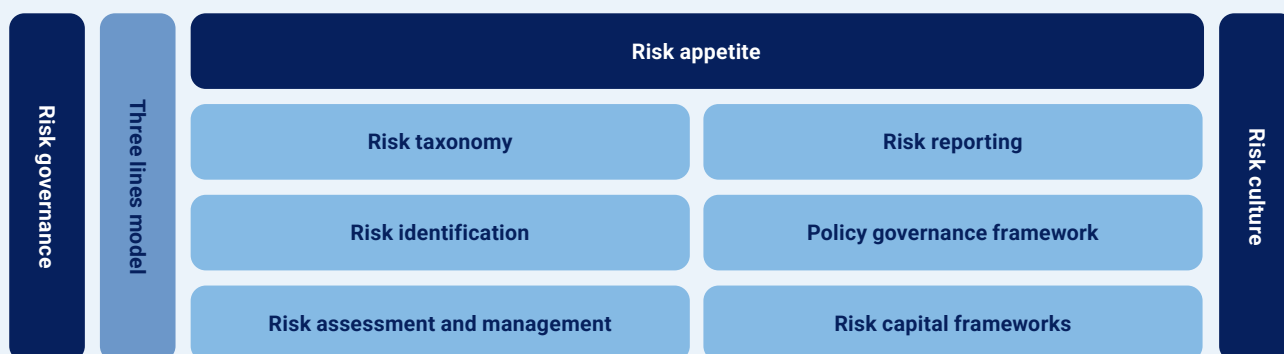 Risk governance
Three lines model
Risk appetite
Risk taxonomy
Risk reporting
Risk identification
Policy governance framework
Risk assessment and management
Risk capital frameworks
Risk culture